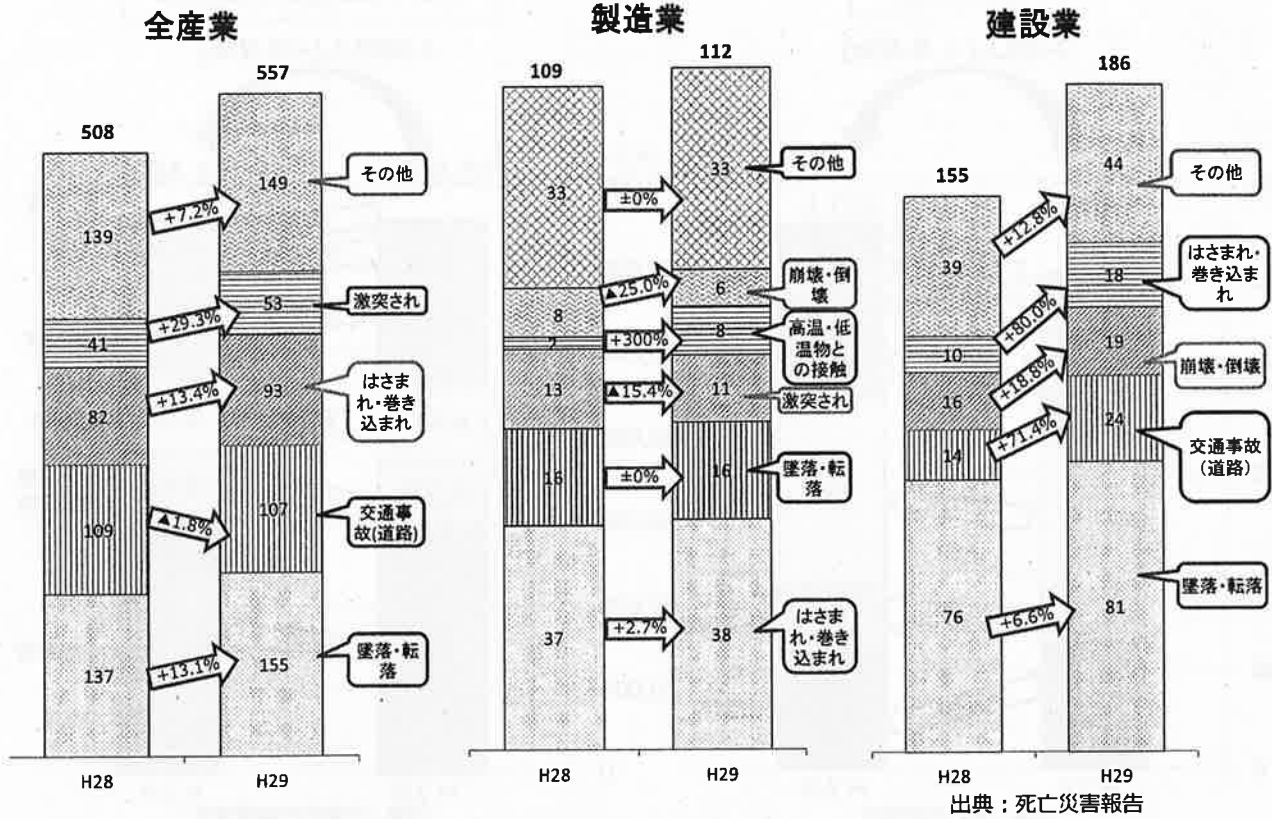 全産業
508
557
139
149
+7.2%
その他
41
53
+29.3%
激突され
82
93
+13.4%
はさま
れ・巻き
込まれ
109
107
▲1.8%
交通事
故(道路)
137
155
+13.1%
墜落・転
落
H28
H29
製造業
109
112
33
33
±0%
その他
8
6
▲25.0%
崩壊・倒
壊
2
8
+300%
高温・低
温物と
の接触
13
11
▲15.4%
激突され
16
16
±0%
墜落・転
落
37
38
+2.7%
はさま
れ・巻き
込まれ
H28
H29
建設業
155
186
39
44
+12.8%
その他
10
18
+80.0%
はさまれ・
巻き込ま
れ
16
19
+18.8%
崩壊・倒壊
14
24
+71.4%
交通事故
（道路）
76
81
+6.6%
墜落・転落
H28
H29
出典：死亡災害報告